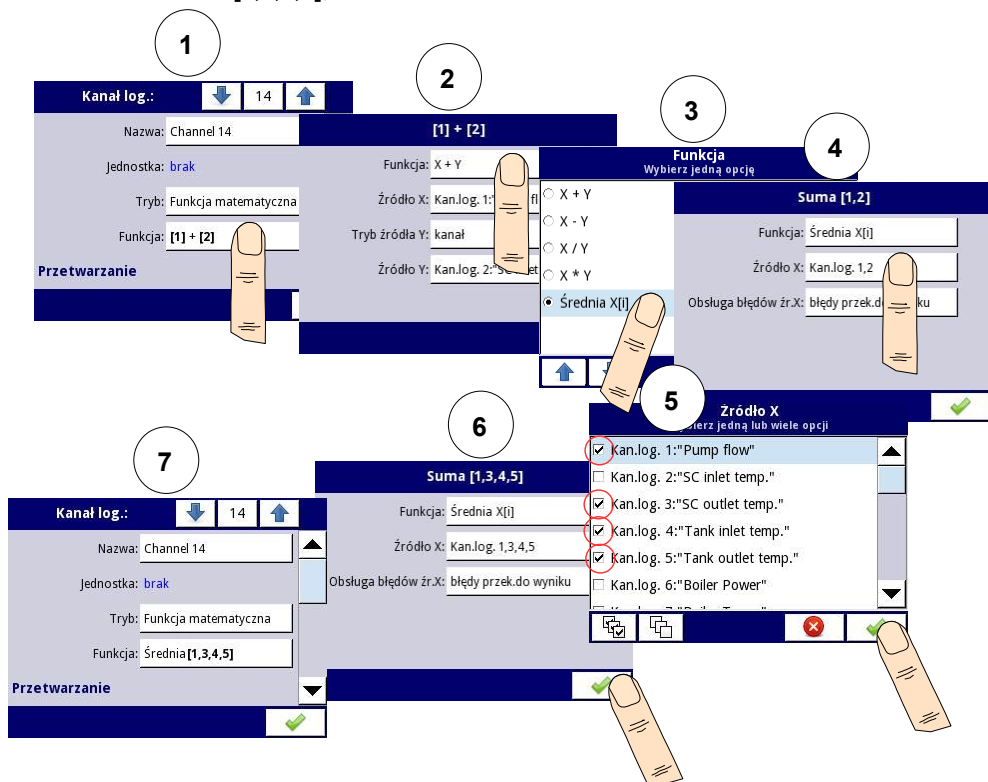 1
Kanał log.: 14
Nazwa: Channel 14
Jednostka: brak
Tryb: Funkcja matematyczna
Funkcja: [1] + [2]
Przetwarzanie
2
[1] + [2]
Funkcja: X + Y
Źródło X: Kan.log. 1:
Tryb źródła Y: kanał
Źródło Y: Kan.log. 2:
3
Funkcja
Wybierz jedną opcję
X + Y
X - Y
X / Y
X * Y
Średnia X[i]
4
Suma [1,2]
Funkcja: Średnia X[i]
Źródło X: Kan.log. 1,2
Obsługa błędów źr.X: błędy przek.do ku
5
Źródło X
jedną lub wiele opcji
Kan.log. 1:"Pump flow"
Kan.log. 2:"SC inlet temp."
Kan.log. 3:"SC outlet temp."
Kan.log. 4:"Tank inlet temp."
Kan.log. 5:"Tank outlet temp."
Kan.log. 6:"Boiler Power"
6
Suma [1,3,4,5]
Funkcja: Średnia X[i]
Źródło X: Kan.log. 1,3,4,5
Obsługa błędów źr.X: błędy przek.do wyniku
7
Kanał log.: 14
Nazwa: Channel 14
Jednostka: brak
Tryb: Funkcja matematyczna
Funkcja: Średnia[1,3,4,5]
Przetwarzanie